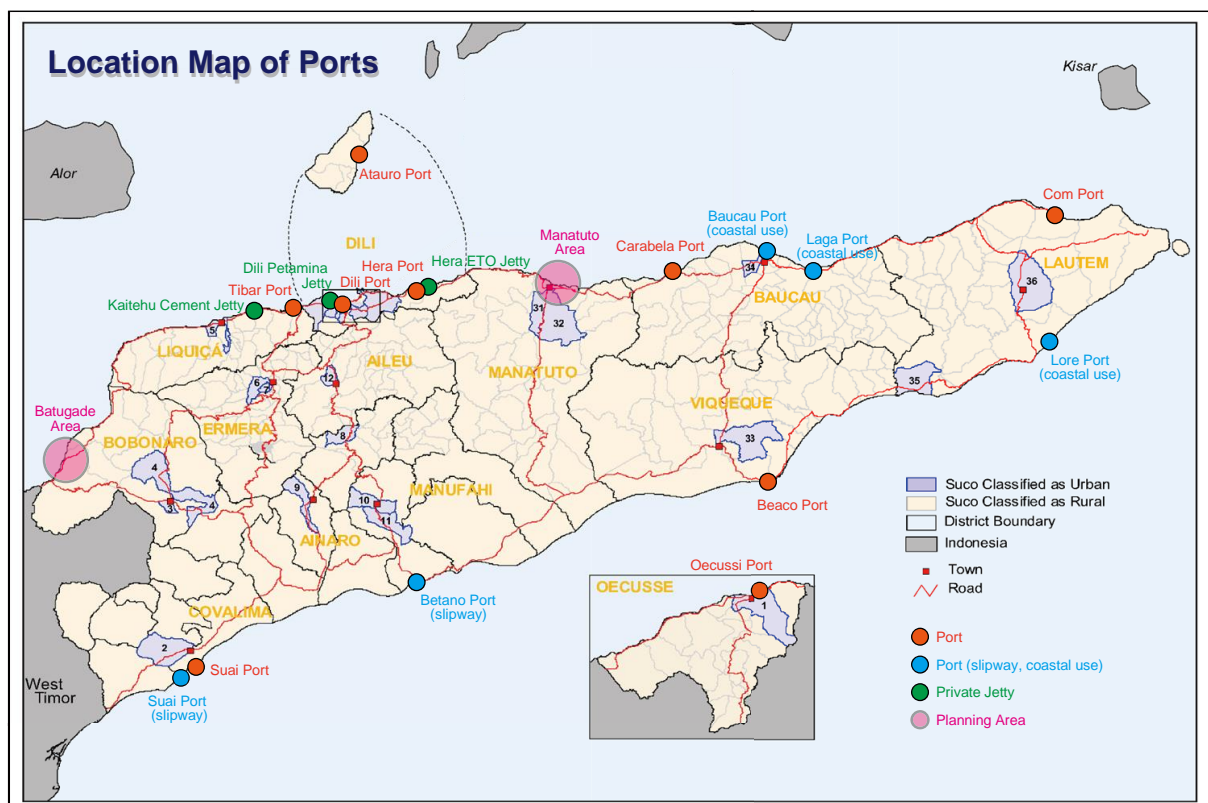 Location Map of Ports
Kisar
Alor
Atauro Port
Com Port
DILI
Manatuto
Area
Baucau Port
(coastal use)
Laga Port
(coastal use)
Carabela Port
Hera ETO Jetty
Hera Port
Dili Petamina
Jetty
Dili Port
Tibar Port
Kaitehu Cement Jetty
LAUTEM
BAUCAU
34
36
31
32
5
LIQUIÇÁ
AILEU
MANATUTO
Lore Port
(coastal use)
6
7
12
35
Batugade
Area
BOBONARO
ERMERA
VIQUEQUE
8
33
4
9
MANUFAHI
10
3
4
11
AINARO
Beaco Port
Suco Classified as Urban
Suco Classified as Rural
District Boundary
Indonesia
Town
Road
Oecussi Port
OECUSSE
1
Betano Port
(slipway)
COVALIMA
2
Suai Port
West
Timor
Suai Port
(slipway)
Port
Port (slipway, coastal use)
Private Jetty
Planning Area